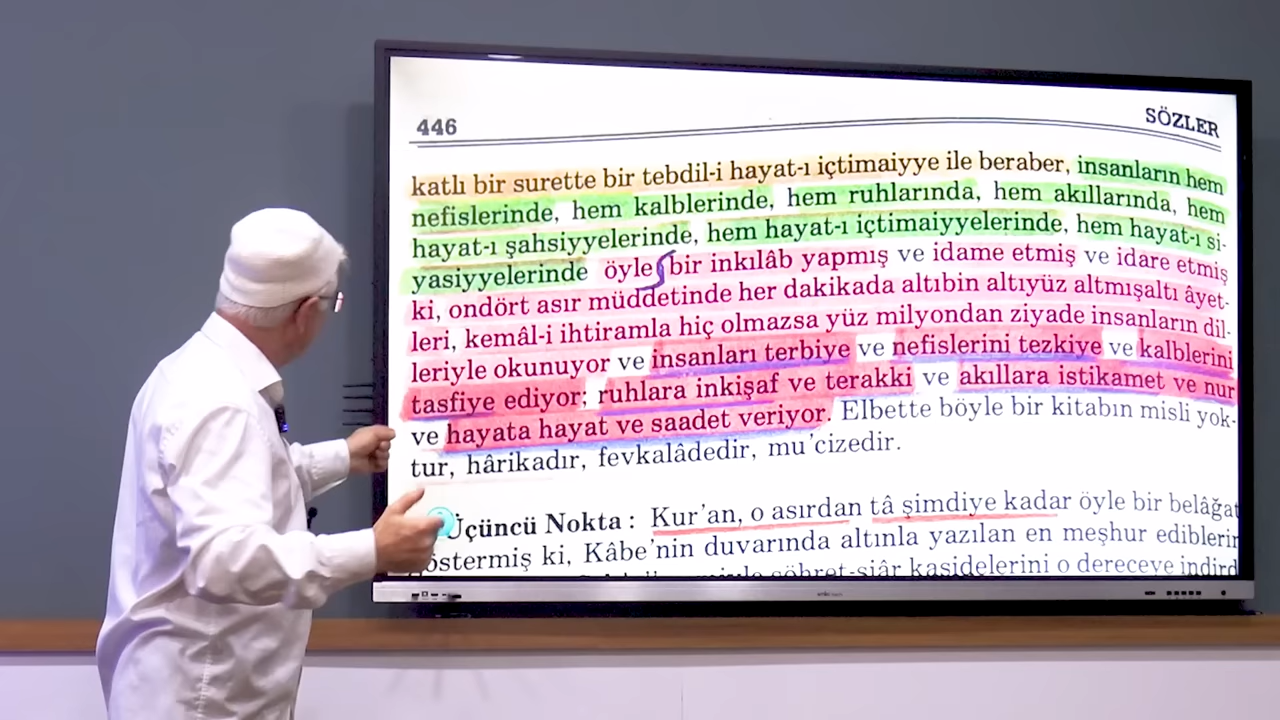 446
SÖZLER
katlı bir surette bir tebdil-i hayat-ı içtimaiyye ile beraber, insanların hem
nefislerinde, hem kalblerinde, hem ruhlarında, hem akıllarında, hem
hayat-ı şahsiyyelerinde, hem hayat-ı içtimaiyyelerinde, hem hayat-ı si-
yasiyyelerinde öyle bir inkılâb yapmış ve idame etmiş ve idare etmiş
ki, ondört asır müddetinde her dakikada altıbin altıyüz altmışaltı âyet-
leri, kemâl-i ihtiramla hiç olmazsa yüz milyondan ziyade insanların dil-
leriyle okunuyor ve insanları terbiye ve nefislerini tezkiye ve kalblerini
tasfiye ediyor; ruhlara inkişaf ve terakki ve akıllara istikamet ve nur
ve hayata hayat ve saadet veriyor. Elbette böyle bir kitabın misli yok-
tur, hârikadır, fevkalâdedir, mu'cizedir.
Üçüncü Nokta : Kur'an, o asırdan tâ şimdiye kadar öyle bir belâğat
göstermiş ki, Kâbe'nin duvarında altınla yazılan en meşhur ediblerin
şöhret-şiâr kasidelerini o dereceye indird